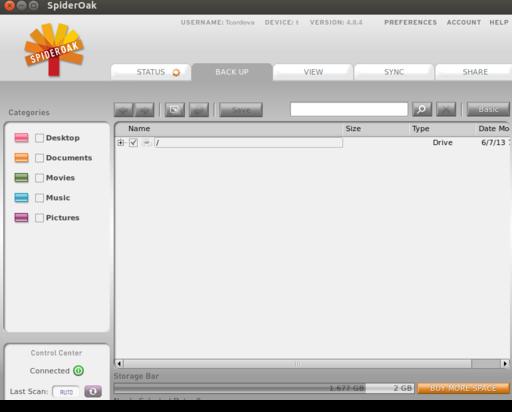 SpiderOak
USERNAME: Tcordova DEVICE: t VERSION: 4.8.4 PREFERENCES ACCOUNT HELP
SPIDEROAK
STATUS BACK UP VIEW SYNC SHARE
Categories
Save
Basic
Name Size Type Date Mo
/ Drive 6/7/13
Desktop
Documents
Movies
Music
Pictures
Control Center
Connected
Last Scan: AUTO
Storage Bar
1.677 GB 2 GB BUY MORE SPACE